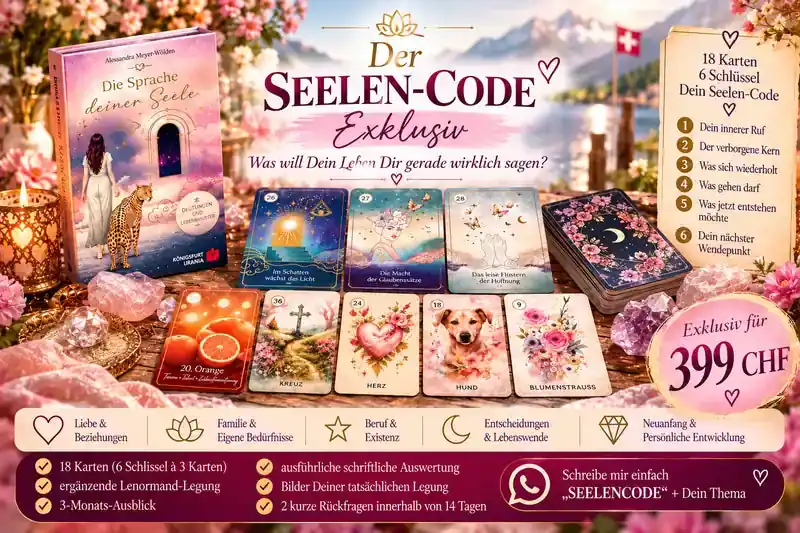 Alessandra Meyer-Wölden
Die Sprache
deiner Seele
DEUTUNGEN
UND
KÖNIGSFURT
URANIA
Der
SEELEN-CODE
Exklusiv
Was will Dein Leben Dir gerade wirklich sagen?
18 Karten
6 Schlüssel
Dein Seelen-Code
1 Dein innerer Ruf
2 Der verborgene Kern
3 Was sich wiederholt
4 Was gehen darf
5 Was jetzt entstehen
möchte
6 Dein nächster
Wendepunkt
26
Im Schatten
wächst das Licht
27
Die Macht
der Glaubenssätze
28
Das leise Flüstern
der Hoffnung
20. Orange
36
KREUZ
24
HERZ
18
HUND
9
BLUMENSTRAUSS
Exklusiv für
399 CHF
Liebe &
Beziehungen
Familie &
Eigene Bedürfnisse
Beruf &
Existenz
Entscheidungen
& Lebenswende
Neuanfang &
Persönliche Entwicklung
18 Karten (6 Schlissel à 3 Karten)
ergänzende Lenormand-Legung
3-Monats-Ausblick
ausführliche schriftliche Auswertung
Bilder Deiner tatsächlichen Legung
2 kurze Rückfragen innerhalb von 14 Tagen
Schreibe mir einfach
„SEELENCODE“ + Dein Thema